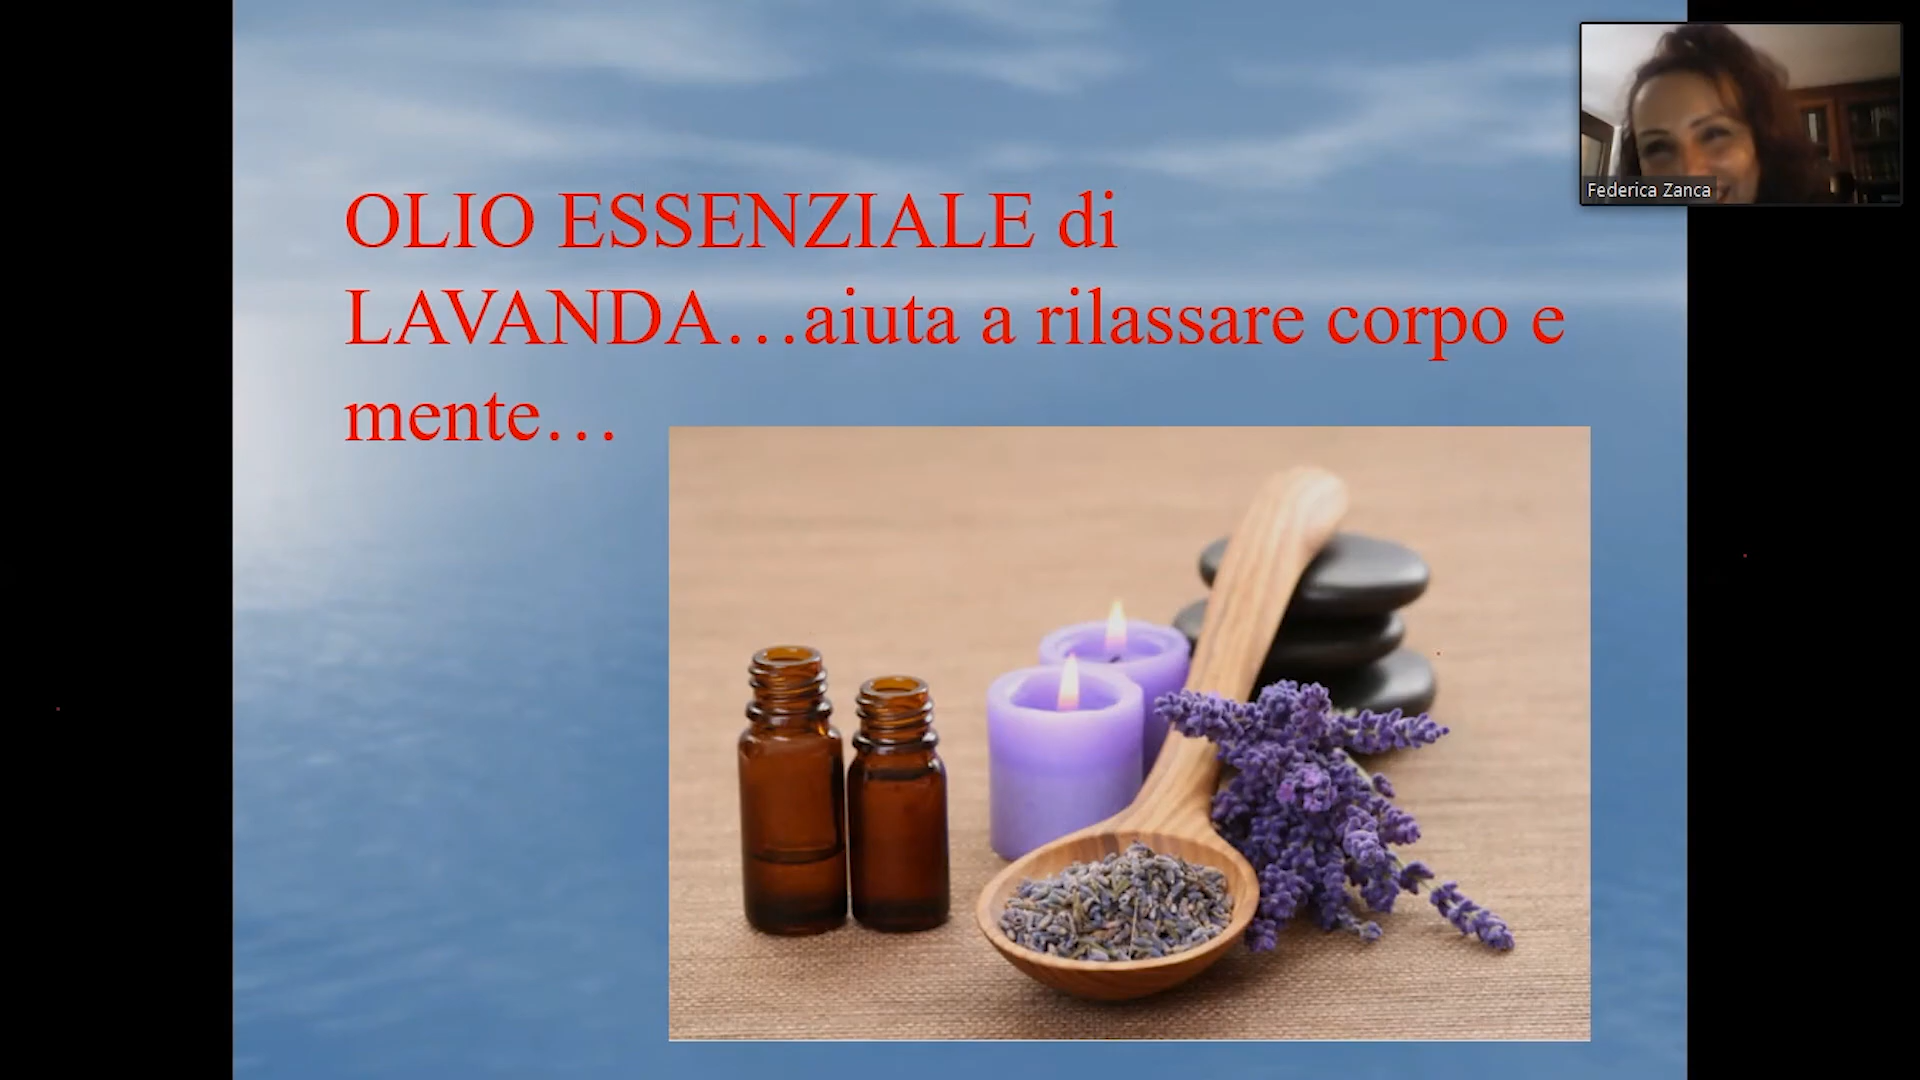 OLIO ESSENZIALE di
LAVANDA…aiuta a rilassare corpo e
mente…
Federica Zanca